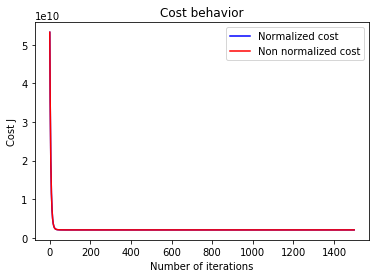 Cost behavior
1e10
Normalized cost
Non normalized cost
5
4
3
2
1
0
Cost J
0 200 400 600 800 1000 1200 1400
Number of iterations